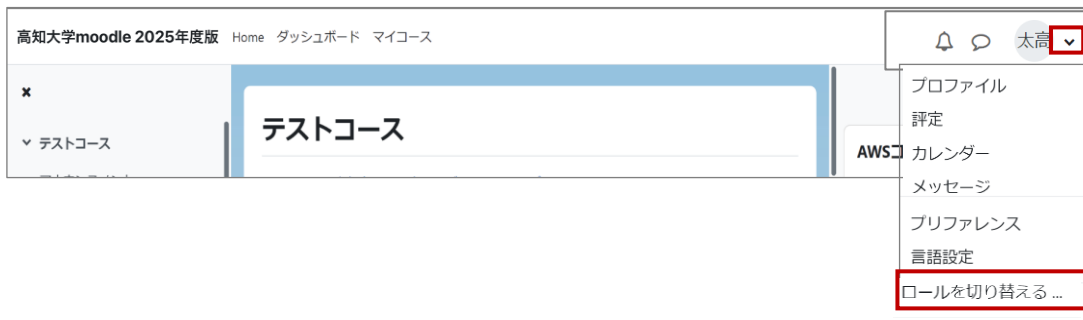 高知大学moodle 2025年度版 Home ダッシュボード マイコース
太高
テストコース
テストコース
AWSコ
プロファイル
評定
カレンダー
メッセージ
プリファレンス
言語設定
ロールを切り替える ...